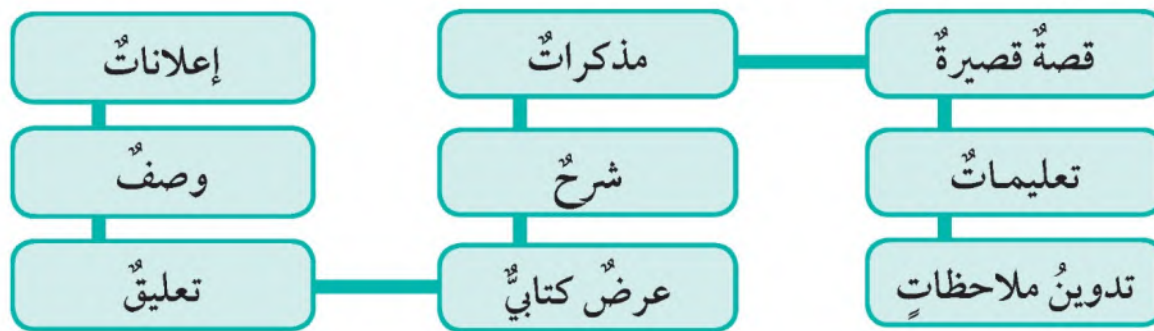 قصةٌ قصيرةٌ
مذكراتٌ
إعلاناتٌ
تعليماتٌ
شرحٌ
وصفٌ
تدوينُ ملاحظاتٍ
عرضٌ كتابيٌّ
تعليقٌ